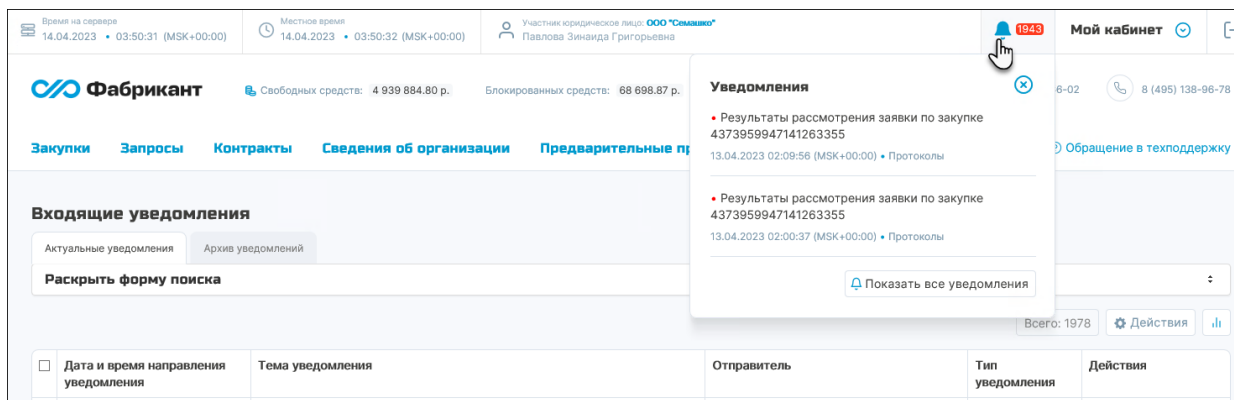 Время на сервере
14.04.2023 • 03:50:31 (MSK+00:00)
Местное время
14.04.2023 • 03:50:32 (MSK+00:00)
Участник юридическое лицо: ООО "Семашко"
Павлова Зинаида Григорьевна
1943
Мой кабинет
Фабрикант
Свободных средств: 4 939 884.80 р.
Блокированных средств: 68 698.87 р.
6-02
8 (495) 138-96-78
Закупки
Запросы
Контракты
Сведения об организации
Предварительные
Обращение в техподдержку
Уведомления
• Результаты рассмотрения заявки по закупке
4373959947141263355
13.04.2023 02:09:56 (MSK+00:00) • Протоколы
• Результаты рассмотрения заявки по закупке
4373959947141263355
13.04.2023 02:00:37 (MSK+00:00) • Протоколы
Показать все уведомления
Входящие уведомления
Актуальные уведомления
Архив уведомлений
Раскрыть форму поиска
Всего: 1978
Действия
Дата и время направления
уведомления
Тема уведомления
Отправитель
Тип
уведомления
Действия